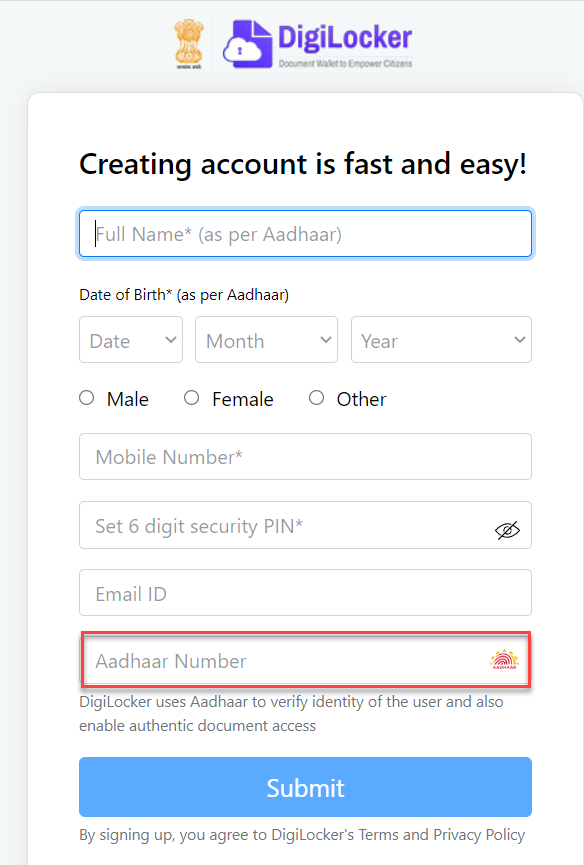 DigiLocker
Document Wallet to Empower Citizens
Creating account is fast and easy!
Full Name* (as per Aadhaar)
Date of Birth* (as per Aadhaar)
Date Month Year
Male Female Other
Mobile Number*
Set 6 digit security PIN*
Email ID
Aadhaar Number AADHAAR
DigiLocker uses Aadhaar to verify identity of the user and also
enable authentic document access
Submit
By signing up, you agree to DigiLocker's Terms and Privacy Policy